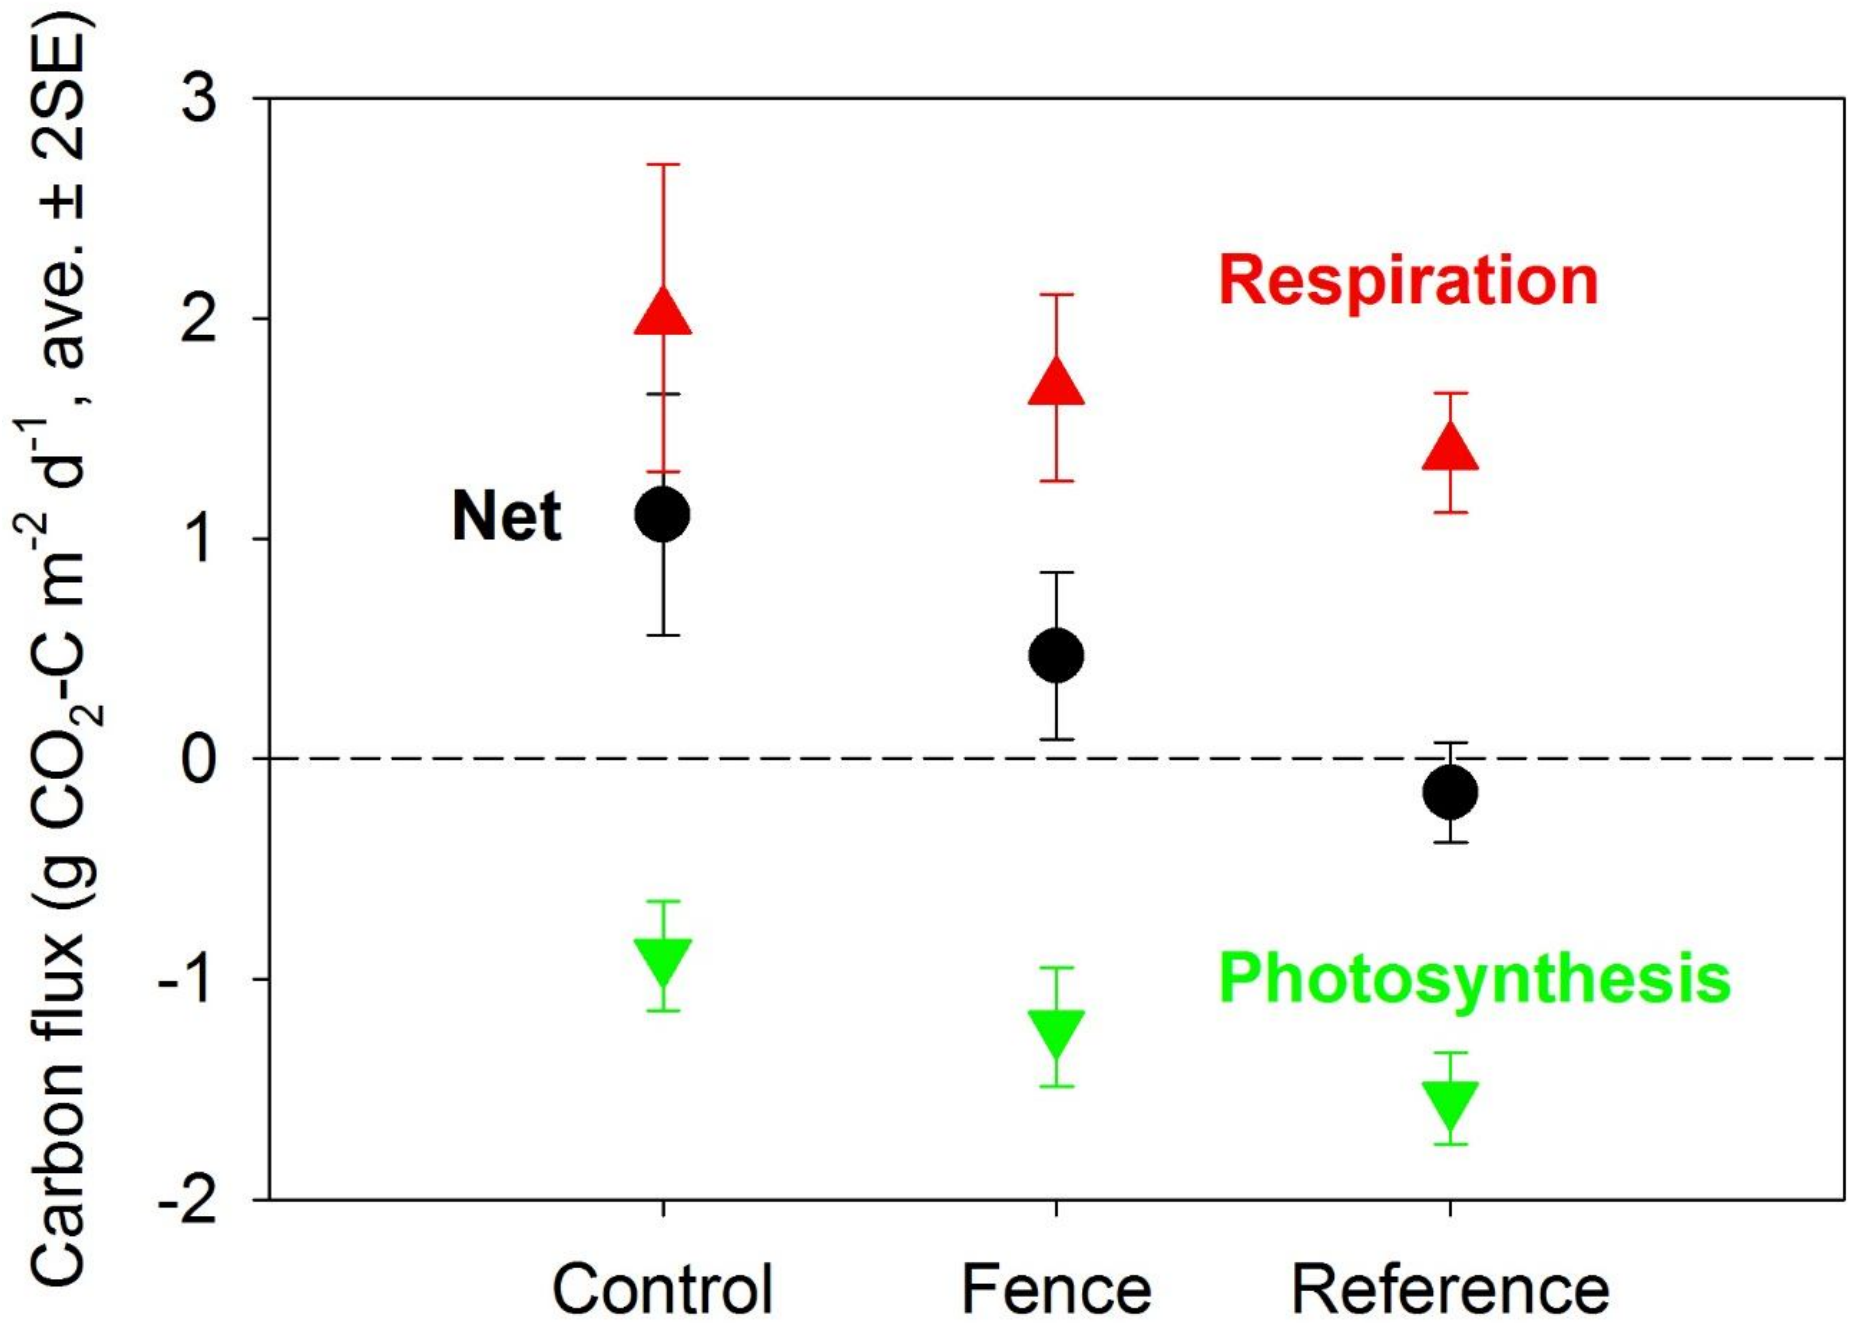 Carbon flux (g CO₂-C m⁻² d⁻¹, ave. ± 2SE)
3
2
1
0
-1
-2
Respiration
Net
Photosynthesis
Control Fence Reference